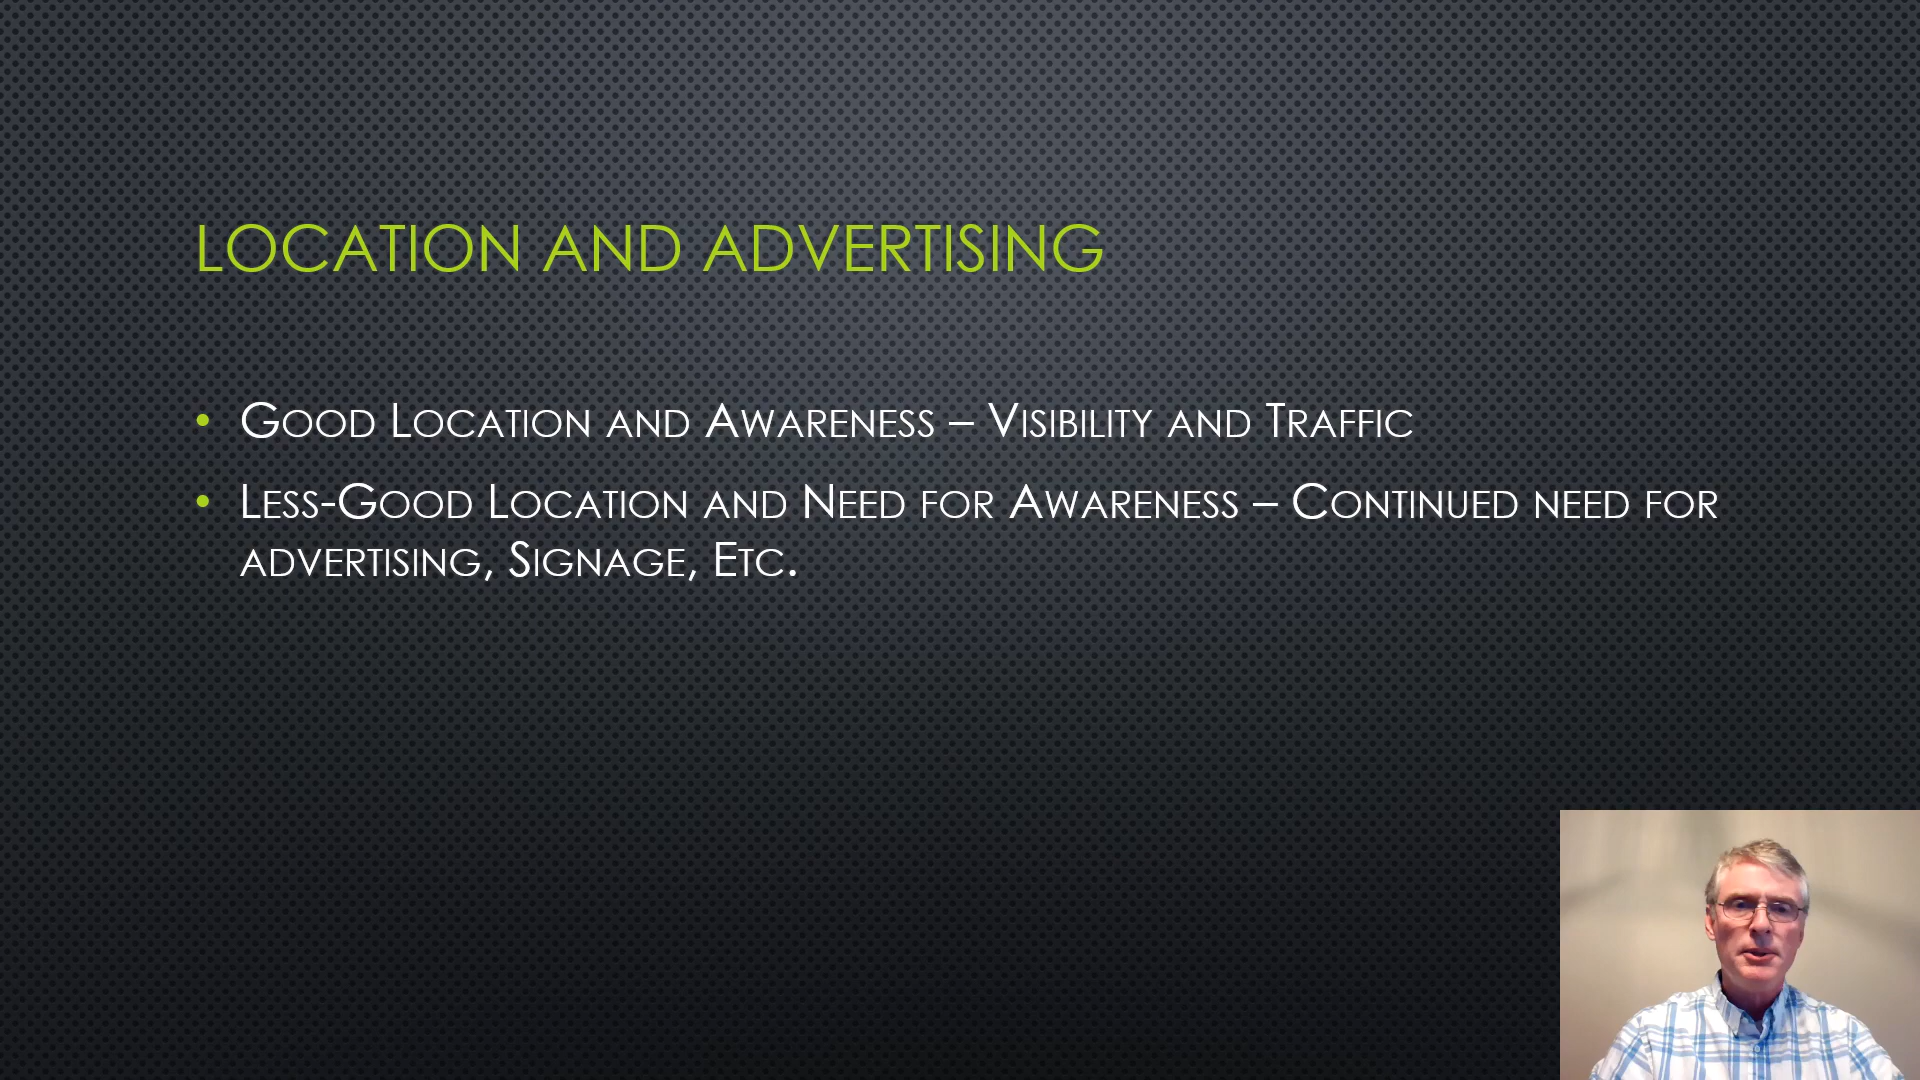 LOCATION AND ADVERTISING
• Good Location and Awareness – Visibility and Traffic
• Less-Good Location and Need for Awareness – Continued need for
advertising, Signage, Etc.